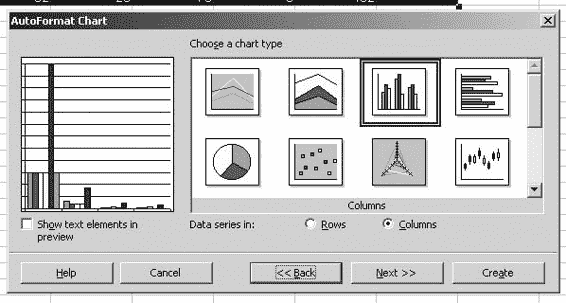 AutoFormat Chart
Choose a chart type
Columns
Show text elements in
preview
Data series in:
Rows
Columns
Help
Cancel
<< Back
Next >>
Create